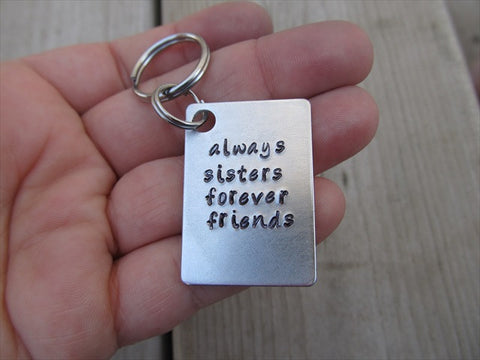 always
sisters
forever
friends